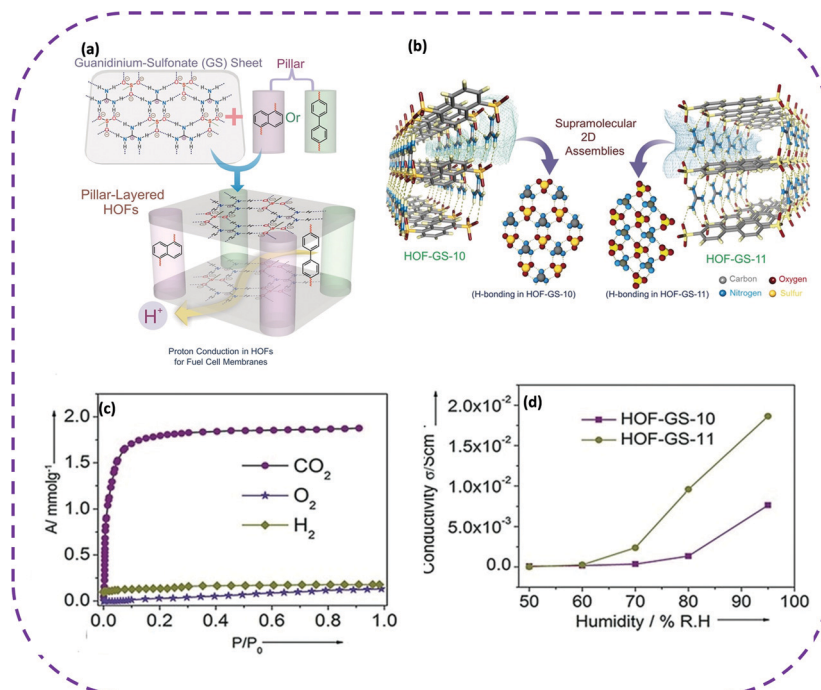 (a)
Guanidinium-Sulfonate (GS) Sheet
Pillar
Or
Pillar-Layered
HOFs
H⁺
Proton Conduction in HOFs
for Fuel Cell Membranes
(b)
Supramolecular
2D
Assemblies
HOF-GS-10
HOF-GS-11
(H-bonding in HOF-GS-10)
(H-bonding in HOF-GS-11)
Carbon
Oxygen
Nitrogen
Sulfur
(c)
A/ mmolg⁻¹
2.0
1.5
1.0
0.5
0.0
CO₂
O₂
H₂
0.0
0.2
0.4
0.6
0.8
1.0
P/P₀
(d)
Conductivity σ/Scm⁻
2.0x10⁻²
1.5x10⁻²
1.0x10⁻²
5.0x10⁻³
0.0
HOF-GS-10
HOF-GS-11
50
60
70
80
90
100
Humidity / % R.H